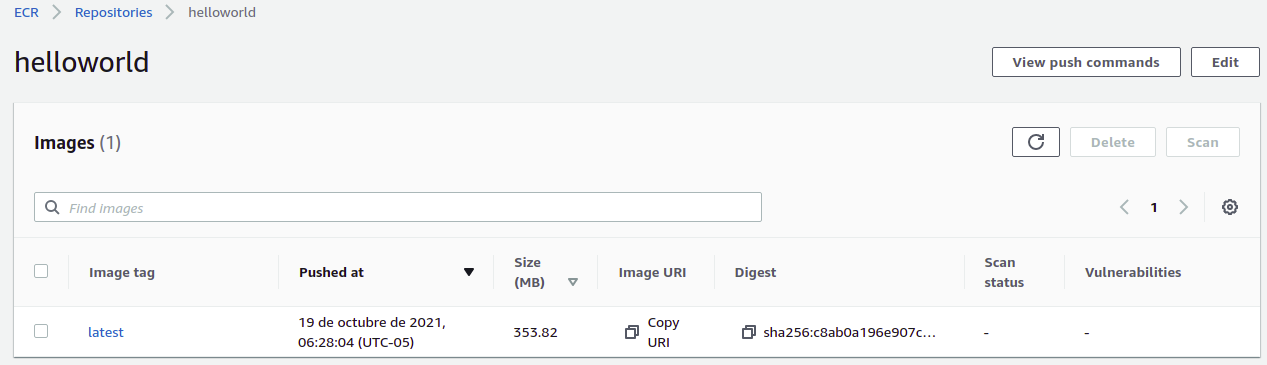 ECR Repositories helloworld
helloworld
View push commands Edit
Images (1)
Delete Scan
Find images
1
Image tag Pushed at Size (MB) Image URI Digest Scan status Vulnerabilities
latest 19 de octubre de 2021, 06:28:04 (UTC-05) 353.82 Copy URI sha256:c8ab0a196e907c... - -